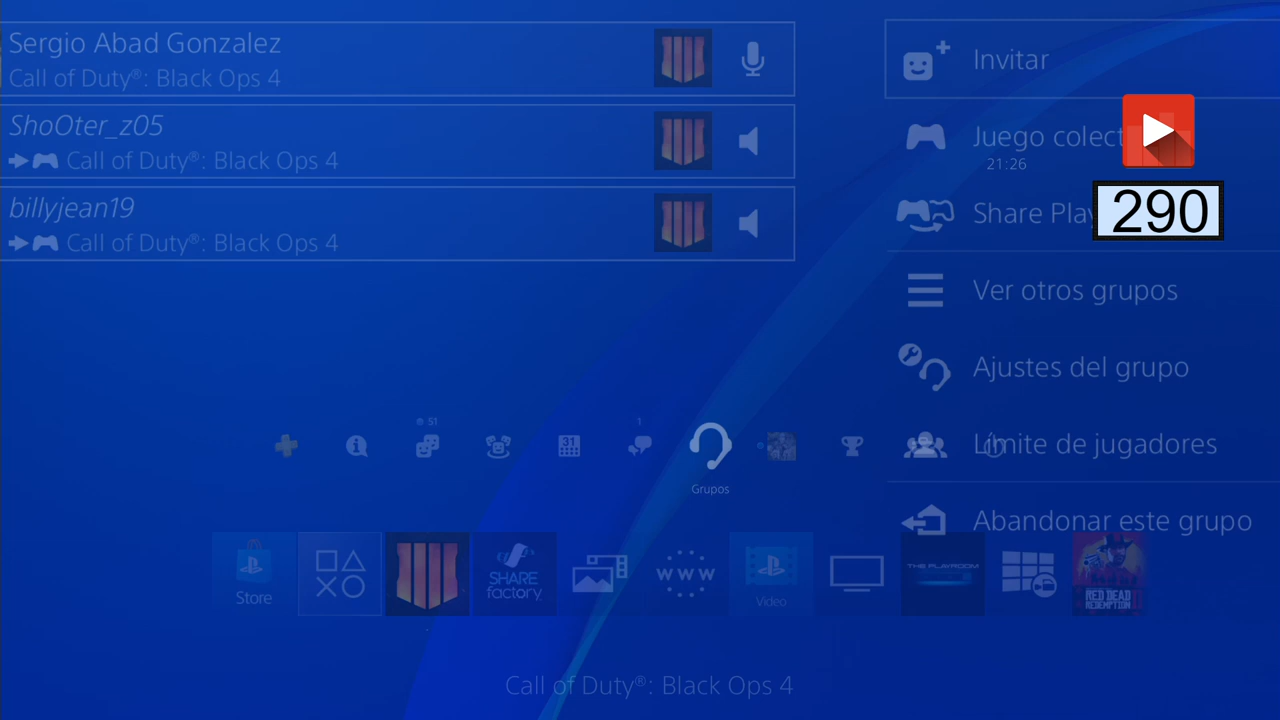 Sergio Abad Gonzalez
Call of Duty®: Black Ops 4
ShoOter_z05
Call of Duty®: Black Ops 4
billyjean19
Call of Duty®: Black Ops 4
Invitar
Juego colect
21:26
Share Play
290
Ver otros grupos
Ajustes del grupo
Límite de jugadores
Abandonar este grupo
51
31
1
Grupos
Store
SHARE
factory
www
Video
THE PLAYROOM
RED DEAD
REDEMPTION
Call of Duty®: Black Ops 4